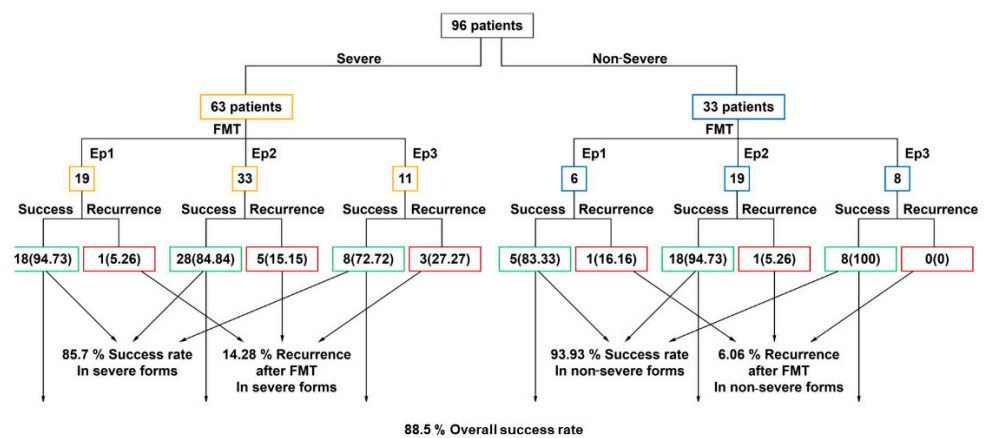 96 patients
Severe
Non-Severe
63 patients
33 patients
FMT
FMT
Ep1
Ep2
Ep3
Ep1
Ep2
Ep3
19
33
11
6
19
8
Success Recurrence
Success Recurrence
Success Recurrence
Success Recurrence
Success Recurrence
Success Recurrence
18(94.73)
1(5.26)
28(84.84)
5(15.15)
8(72.72)
3(27.27)
5(83.33)
1(16.16)
18(94.73)
1(5.26)
8(100)
0(0)
85.7 % Success rate
In severe forms
14.28 % Recurrence
after FMT
In severe forms
93.93 % Success rate
In non-severe forms
6.06 % Recurrence
after FMT
In non-severe forms
88.5 % Overall success rate